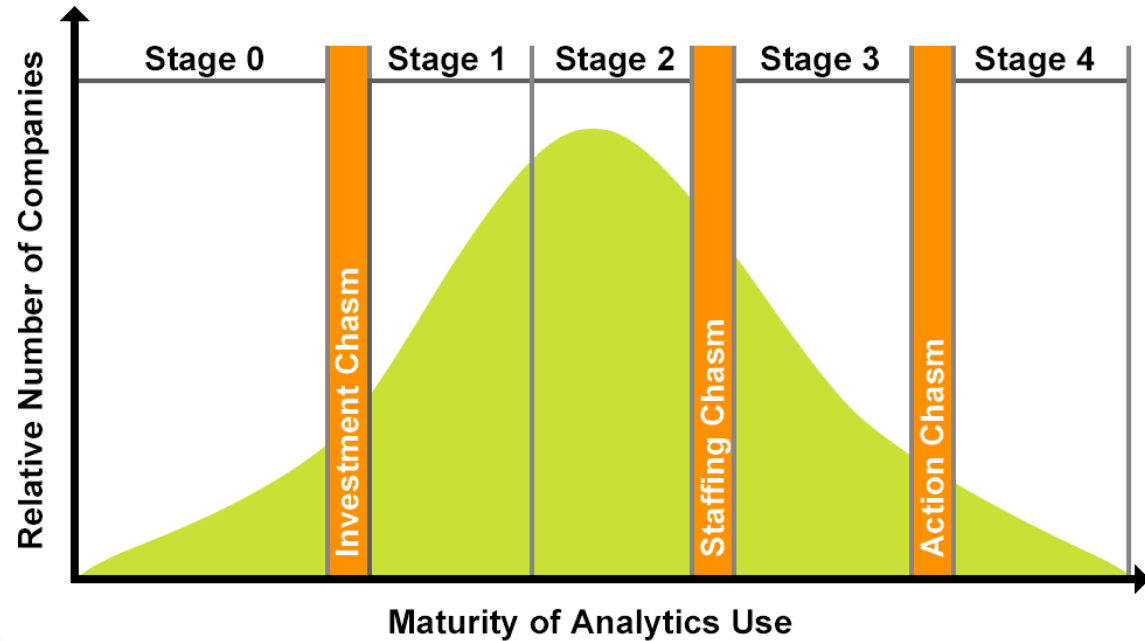 Stage 0
Stage 1
Stage 2
Stage 3
Stage 4
Relative Number of Companies
Investment Chasm
Staffing Chasm
Action Chasm
Maturity of Analytics Use